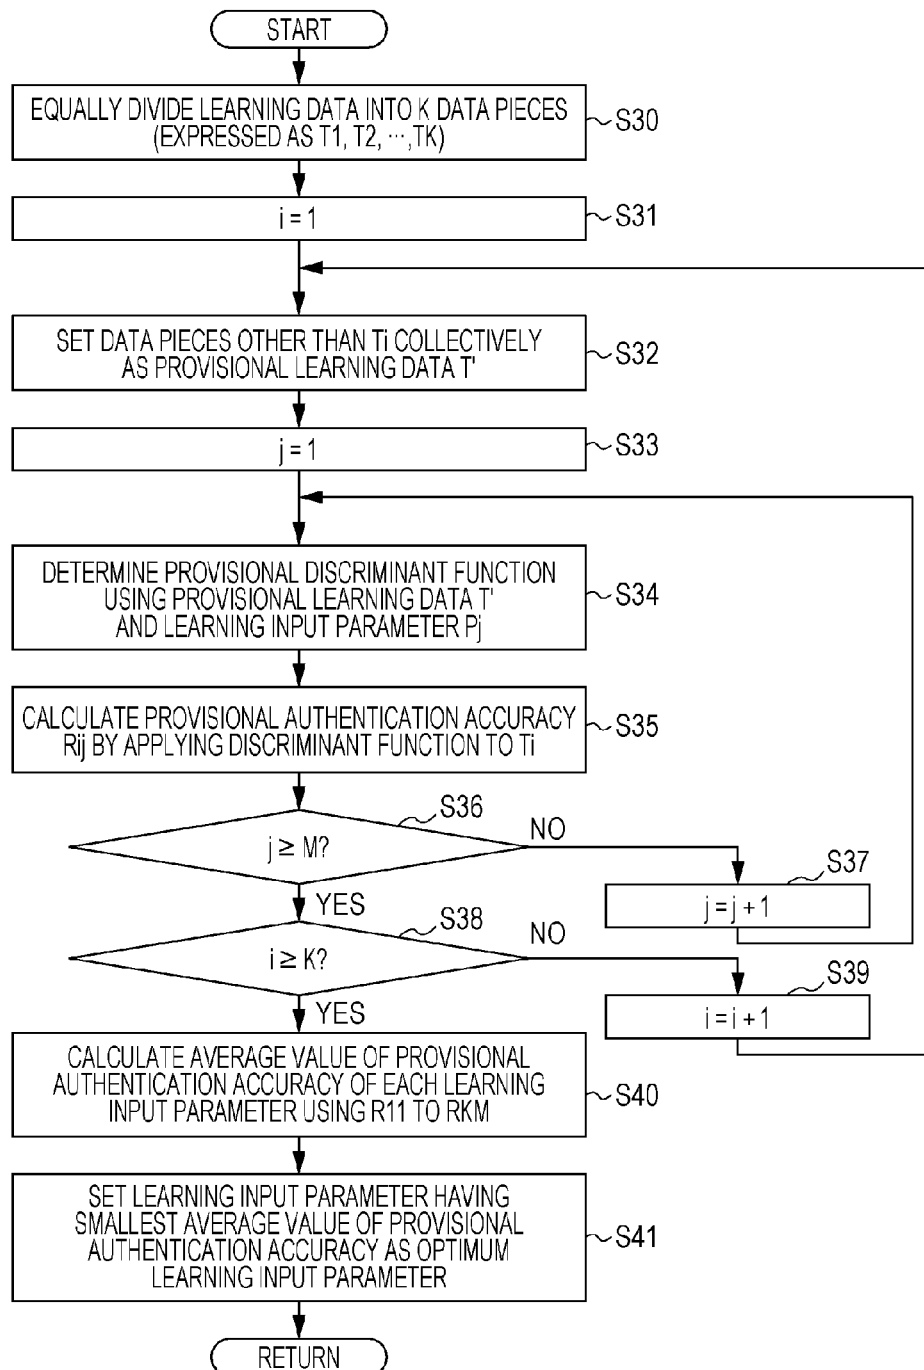 START
EQUALLY DIVIDE LEARNING DATA INTO K DATA PIECES
(EXPRESSED AS T1, T2, ···,TK)
S30
i = 1
S31
SET DATA PIECES OTHER THAN Ti COLLECTIVELY
AS PROVISIONAL LEARNING DATA T'
S32
j = 1
S33
DETERMINE PROVISIONAL DISCRIMINANT FUNCTION
USING PROVISIONAL LEARNING DATA T'
AND LEARNING INPUT PARAMETER Pj
S34
CALCULATE PROVISIONAL AUTHENTICATION ACCURACY
Rij BY APPLYING DISCRIMINANT FUNCTION TO Ti
S35
S36
j ≥ M?
NO
YES
S37
j = j + 1
S38
i ≥ K?
NO
YES
S39
i = i + 1
CALCULATE AVERAGE VALUE OF PROVISIONAL
AUTHENTICATION ACCURACY OF EACH LEARNING
INPUT PARAMETER USING R11 TO RKM
S40
SET LEARNING INPUT PARAMETER HAVING
SMALLEST AVERAGE VALUE OF PROVISIONAL
AUTHENTICATION ACCURACY AS OPTIMUM
LEARNING INPUT PARAMETER
S41
RETURN